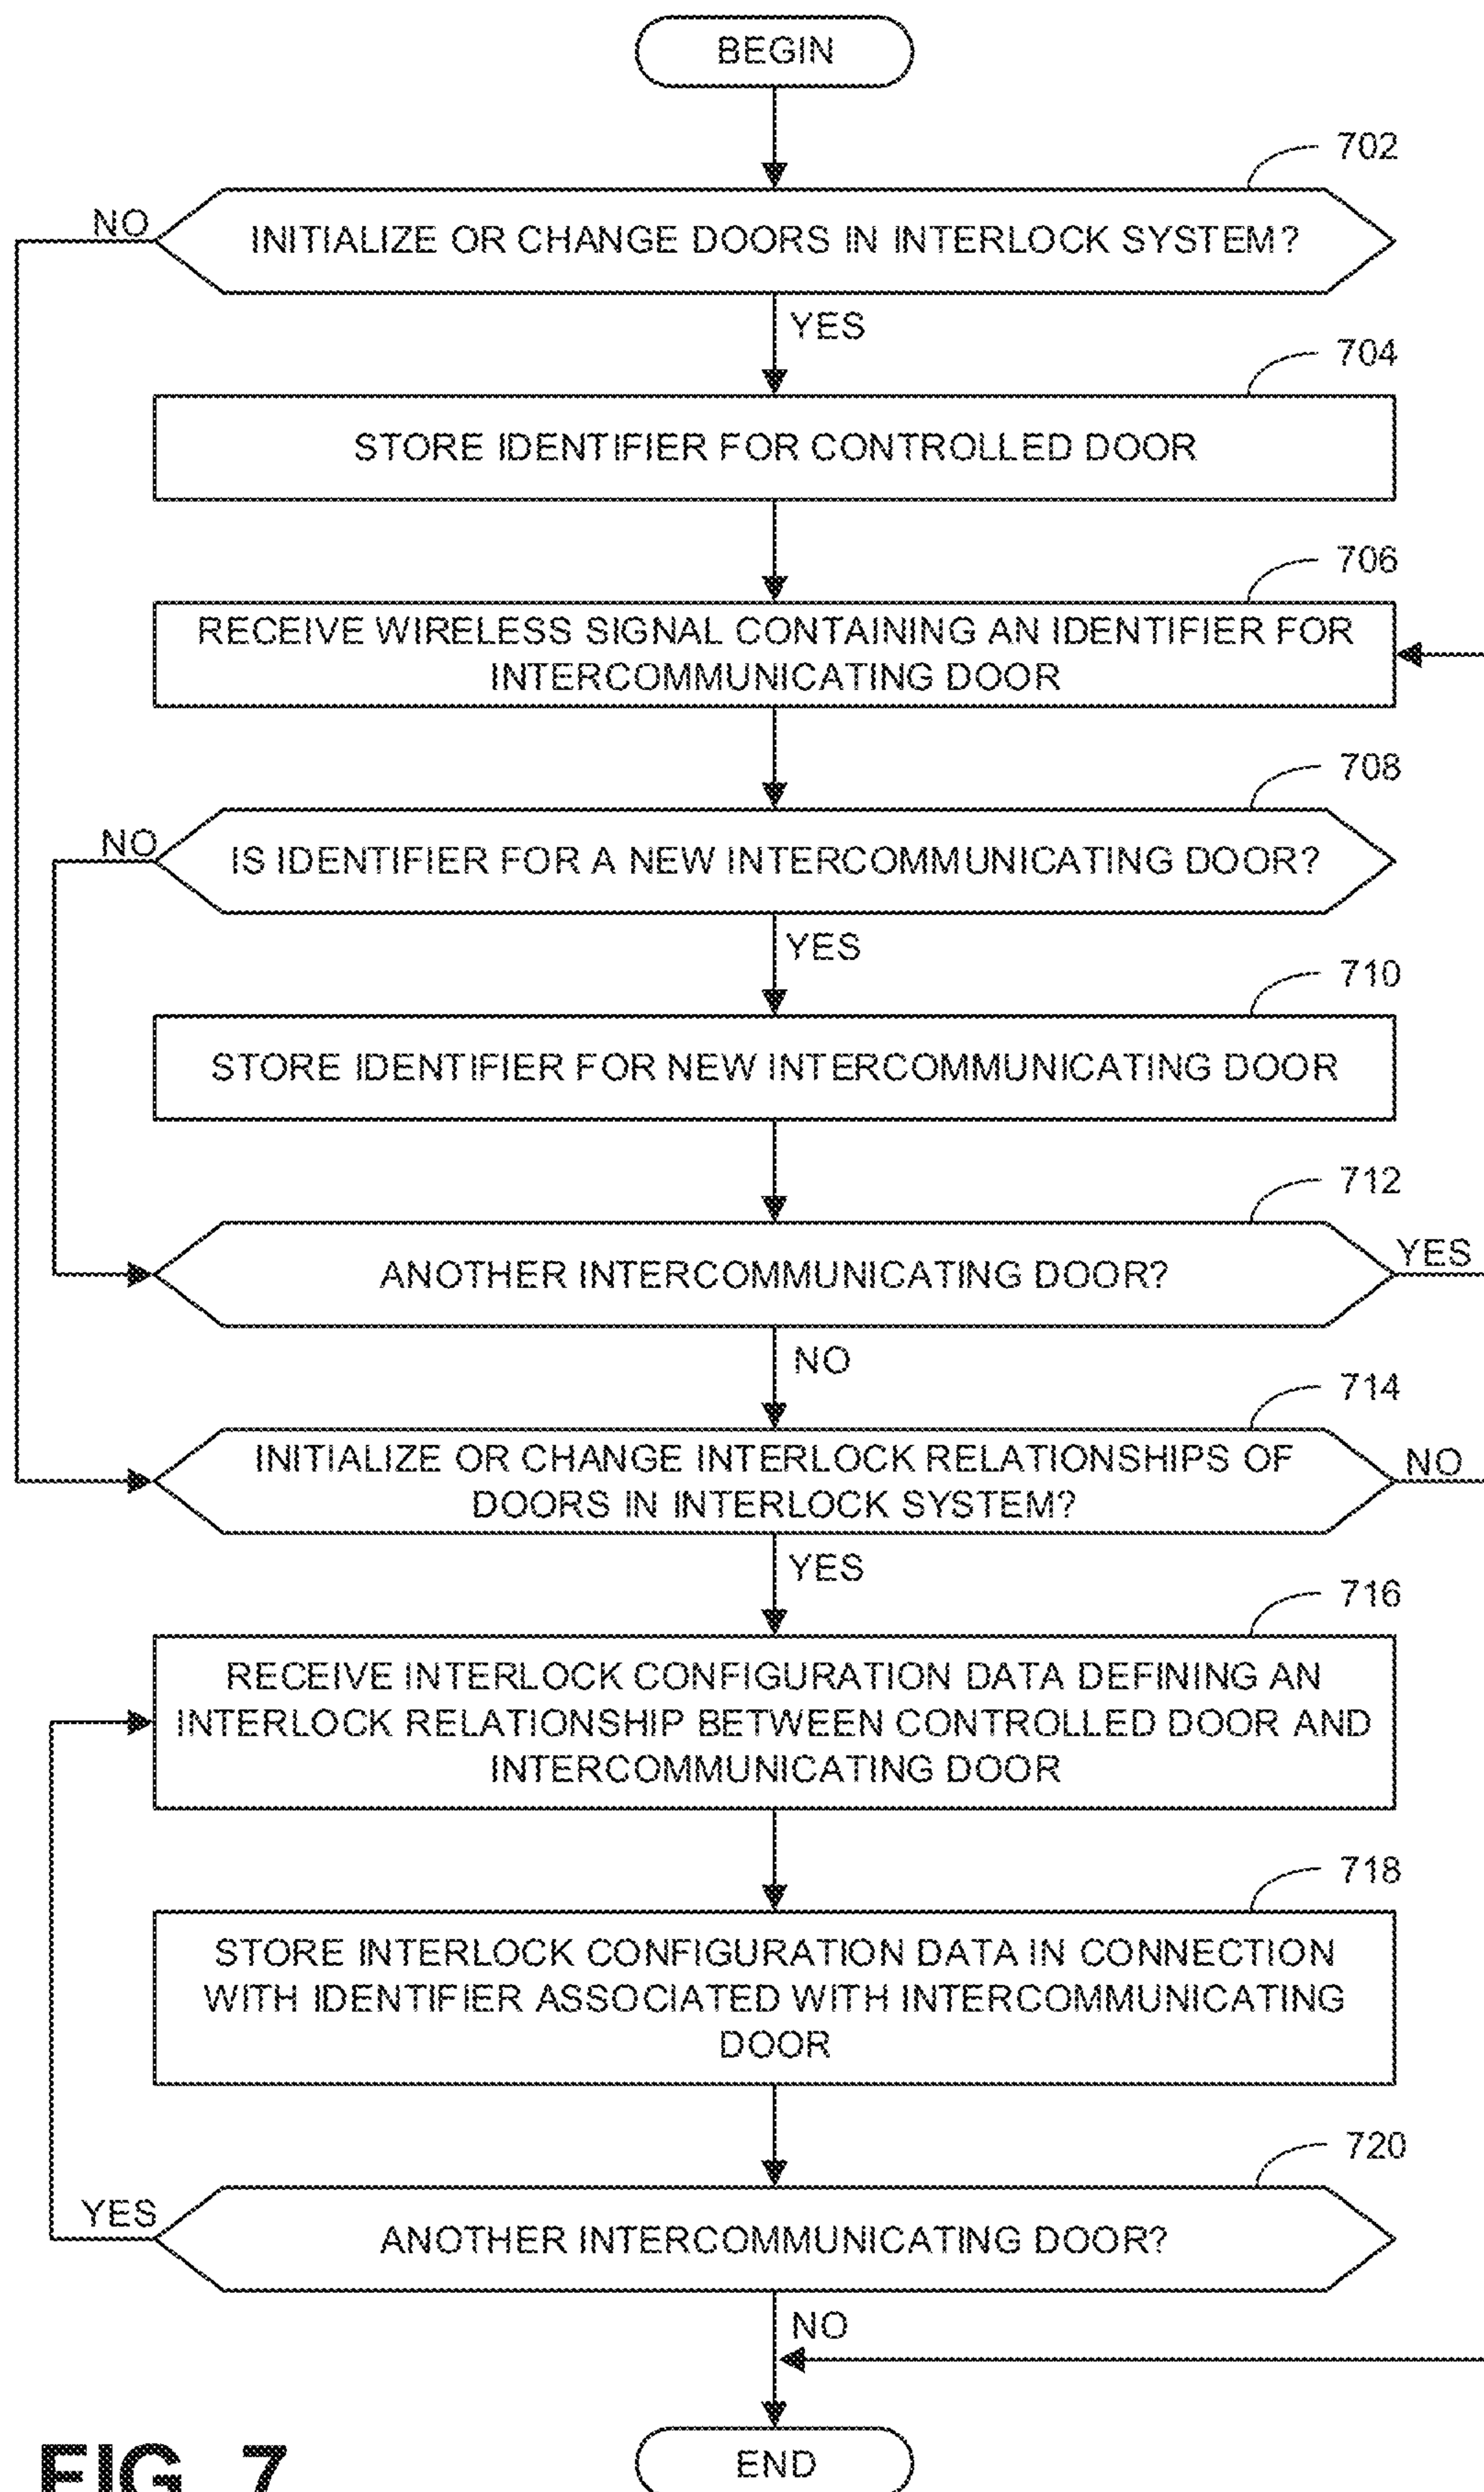 BEGIN
702
NO
INITIALIZE OR CHANGE DOORS IN INTERLOCK SYSTEM?
YES
704
STORE IDENTIFIER FOR CONTROLLED DOOR
706
RECEIVE WIRELESS SIGNAL CONTAINING AN IDENTIFIER FOR
INTERCOMMUNICATING DOOR
708
NO
IS IDENTIFIER FOR A NEW INTERCOMMUNICATING DOOR?
YES
710
STORE IDENTIFIER FOR NEW INTERCOMMUNICATING DOOR
712
ANOTHER INTERCOMMUNICATING DOOR?
YES
NO
714
INITIALIZE OR CHANGE INTERLOCK RELATIONSHIPS OF
DOORS IN INTERLOCK SYSTEM?
NO
YES
716
RECEIVE INTERLOCK CONFIGURATION DATA DEFINING AN
INTERLOCK RELATIONSHIP BETWEEN CONTROLLED DOOR AND
INTERCOMMUNICATING DOOR
718
STORE INTERLOCK CONFIGURATION DATA IN CONNECTION
WITH IDENTIFIER ASSOCIATED WITH INTERCOMMUNICATING
DOOR
720
YES
ANOTHER INTERCOMMUNICATING DOOR?
NO
END
FIG. 7